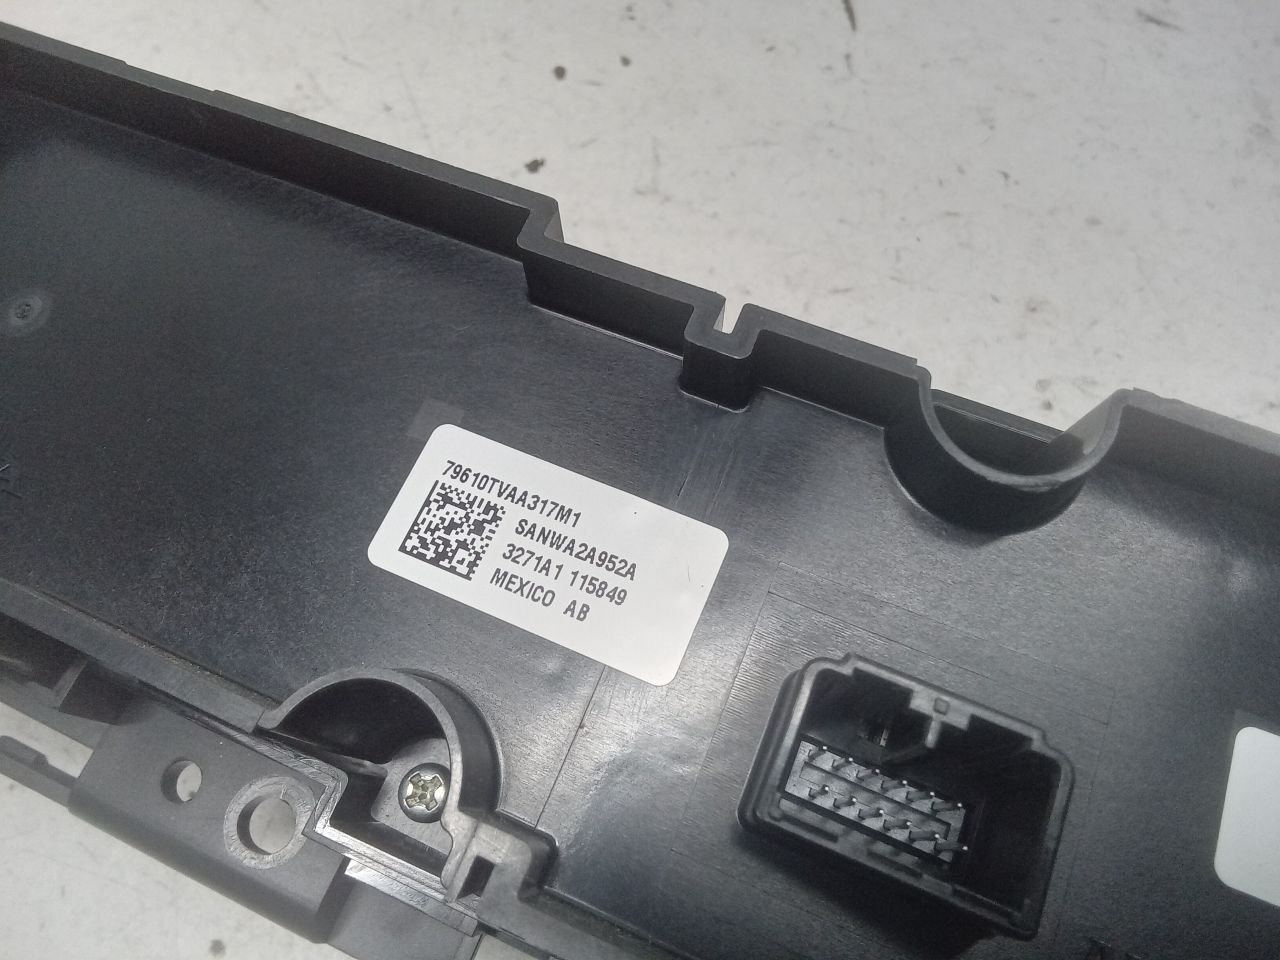 79610TVAA317M1
SANWA2A952A
3271A1 115849
MEXICO AB